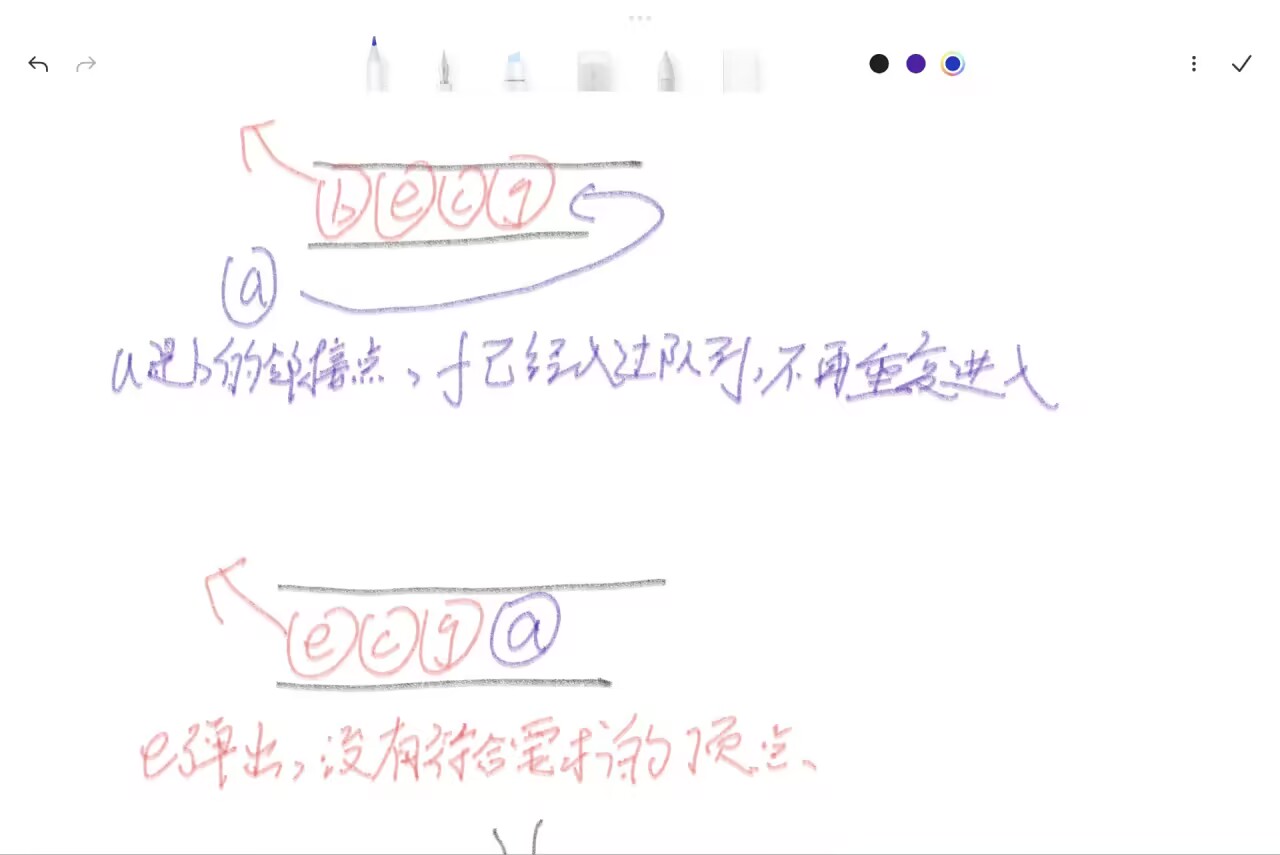 b e c g
a
a是b的邻接点，f已经入过队列，不再重复进入
e c g a
e弹出，没有符合需求的顶点、